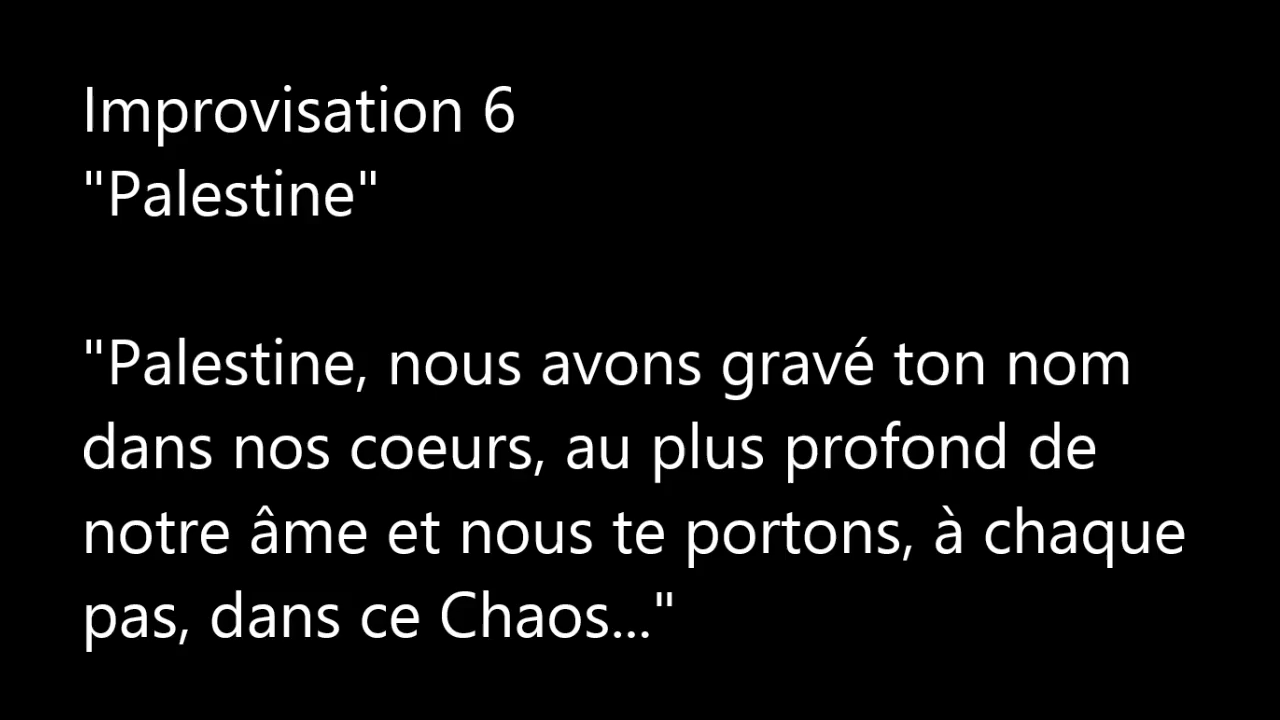 Improvisation 6
"Palestine"
"Palestine, nous avons gravé ton nom
dans nos coeurs, au plus profond de
notre âme et nous te portons, à chaque
pas, dans ce Chaos..."